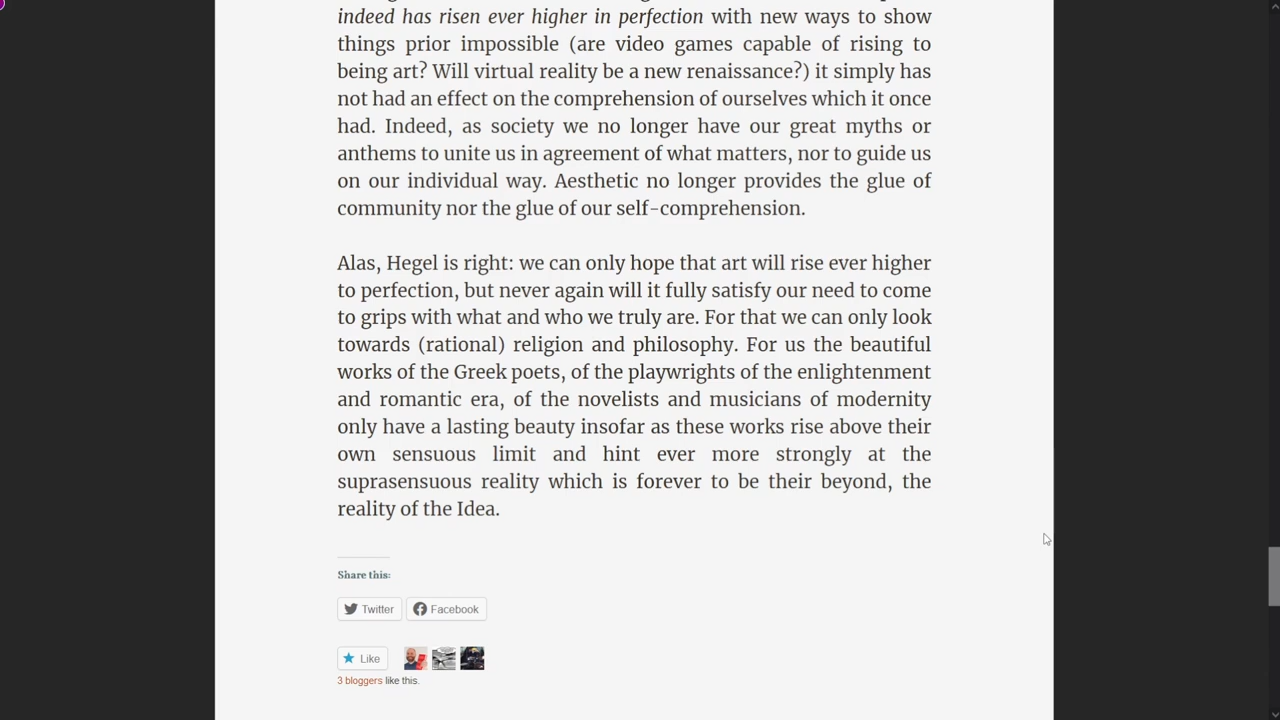 indeed has risen ever higher in perfection with new ways to show
things prior impossible (are video games capable of rising to
being art? Will virtual reality be a new renaissance?) it simply has
not had an effect on the comprehension of ourselves which it once
had. Indeed, as society we no longer have our great myths or
anthems to unite us in agreement of what matters, nor to guide us
on our individual way. Aesthetic no longer provides the glue of
community nor the glue of our self-comprehension.
Alas, Hegel is right: we can only hope that art will rise ever higher
to perfection, but never again will it fully satisfy our need to come
to grips with what and who we truly are. For that we can only look
towards (rational) religion and philosophy. For us the beautiful
works of the Greek poets, of the playwrights of the enlightenment
and romantic era, of the novelists and musicians of modernity
only have a lasting beauty insofar as these works rise above their
own sensuous limit and hint ever more strongly at the
suprasensuous reality which is forever to be their beyond, the
reality of the Idea.
Share this:
Twitter Facebook
Like
3 bloggers like this.